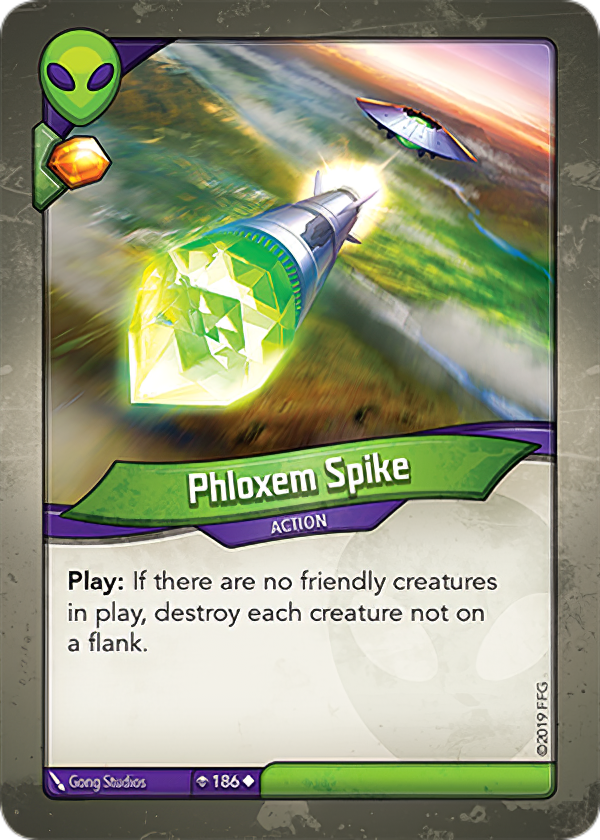 Phloxem Spike
ACTION
Play: If there are no friendly creatures
in play, destroy each creature not on
a flank.
©2019 FFG
Gong Studios
186